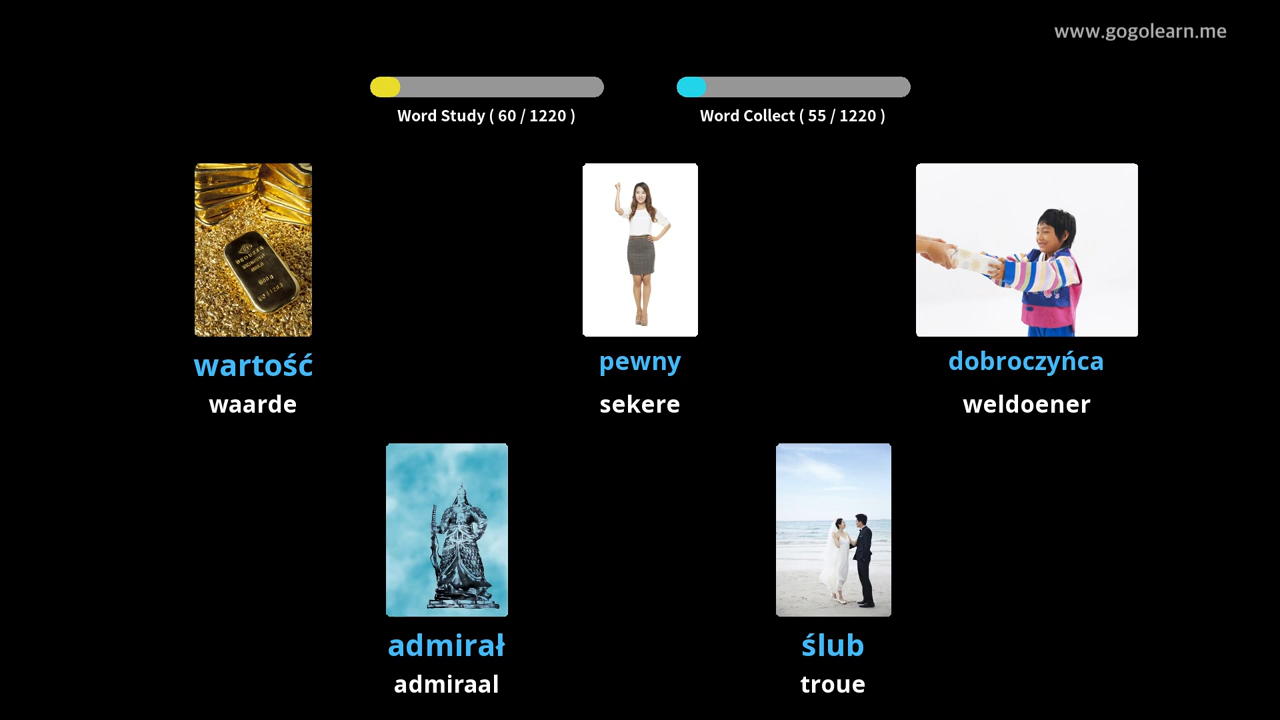 www.gogolearn.me
Word Study ( 60 / 1220 )
Word Collect ( 55 / 1220 )
wartość
pewny
dobroczyńca
waarde
sekere
weldoener
admirał
ślub
admiraal
troue